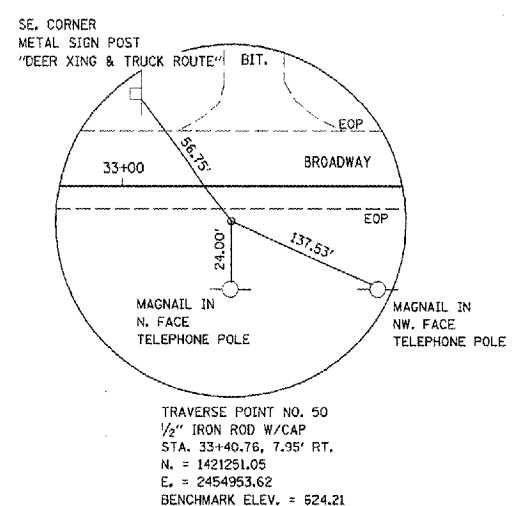 SE. CORNER
METAL SIGN POST
"DEER XING & TRUCK ROUTE"
BIT.
EOP
56.75'
33+00
BROADWAY
EOP
24.00'
137.53'
MAGNAIL IN
N. FACE
TELEPHONE POLE
MAGNAIL IN
NW. FACE
TELEPHONE POLE
TRAVERSE POINT NO. 50
1/2" IRON ROD W/CAP
STA. 33+40.76, 7.95' RT.
N. = 1421251.05
E. = 2454953.62
BENCHMARK ELEV. = 624.21